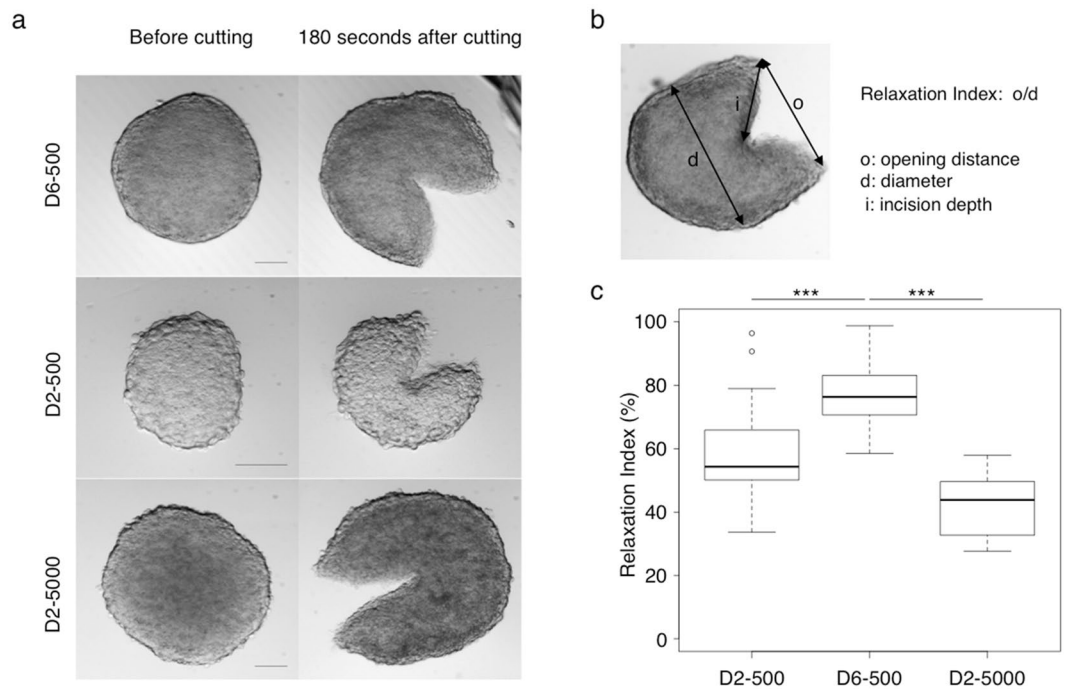 a
Before cutting
180 seconds after cutting
D6-500
D2-500
D2-5000
b
i
o
d
Relaxation Index: o/d
o: opening distance
d: diameter
i: incision depth
c
***
***
Relaxation Index (%)
100
80
60
40
20
0
D2-500
D6-500
D2-5000